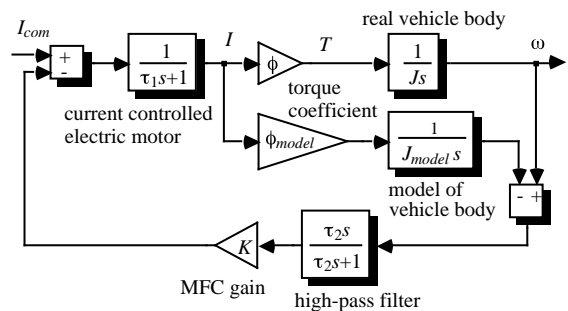 real vehicle body
I_com
+
-
1
τ₁s+1
I
ϕ
T
1
Js
ω
current controlled
electric motor
torque
coefficient
ϕ_model
1
J_model s
- +
model of
vehicle body
K
τ₂s
τ₂s+1
MFC gain
high-pass filter